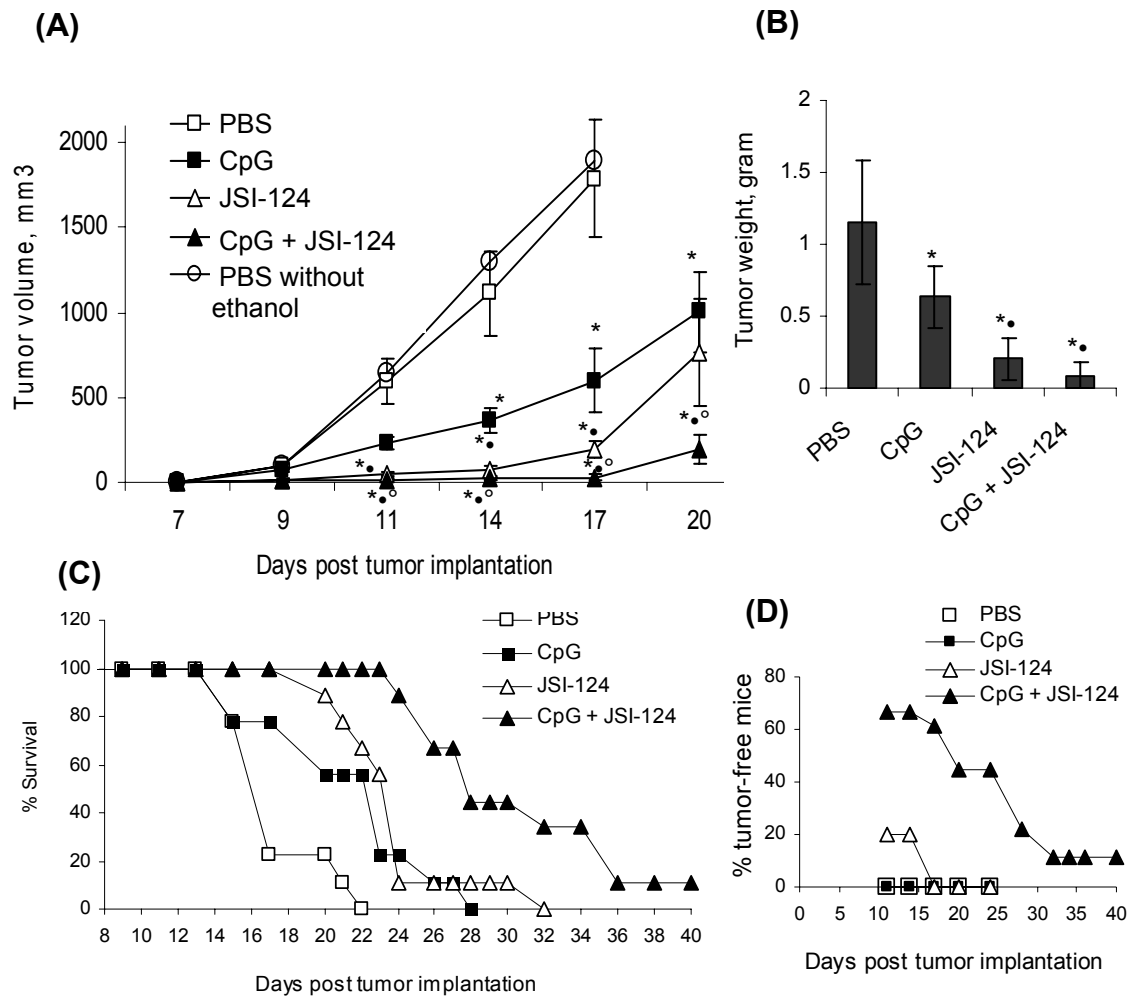 (A)
Tumor volume, mm3
2000
1500
1000
500
0
PBS
CpG
JSI-124
CpG + JSI-124
PBS without
ethanol
*
*
*
*•
*•
*•
*•°
*•°
*•°
*•°
7 9 11 14 17 20
Days post tumor implantation
(B)
Tumor weight, gram
2
1.5
1
0.5
0
*
*•
*•
PBS
CpG
JSI-124
CpG + JSI-124
(C)
% Survival
120
100
80
60
40
20
0
PBS
CpG
JSI-124
CpG + JSI-124
8 10 12 14 16 18 20 22 24 26 28 30 32 34 36 38 40
Days post tumor implantation
(D)
PBS
CpG
JSI-124
CpG + JSI-124
% tumor-free mice
80
60
40
20
0
0 5 10 15 20 25 30 35 40
Days post tumor implantation